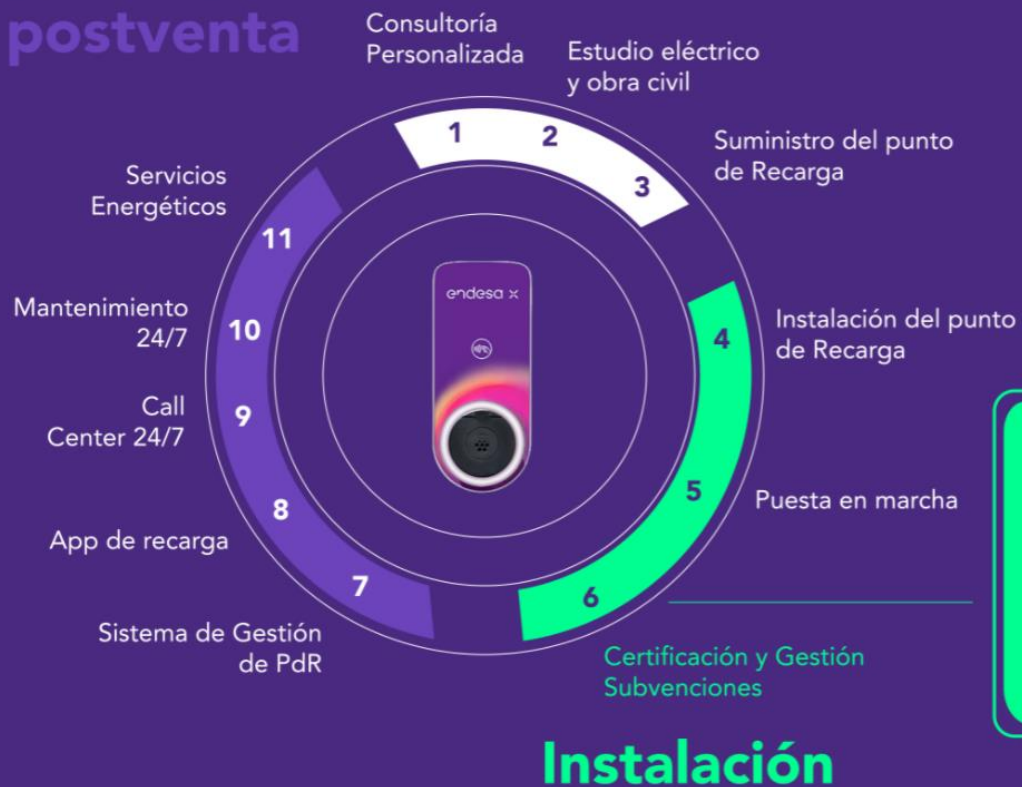 postventa
Consultoría
Personalizada
Estudio eléctrico
y obra civil
Suministro del punto
de Recarga
Instalación del punto
de Recarga
Puesta en marcha
Certificación y Gestión
Subvenciones
Instalación
Sistema de Gestión
de PdR
App de recarga
Call
Center 24/7
Mantenimiento
24/7
Servicios
Energéticos
1
2
3
4
5
6
7
8
9
10
11
endesa x